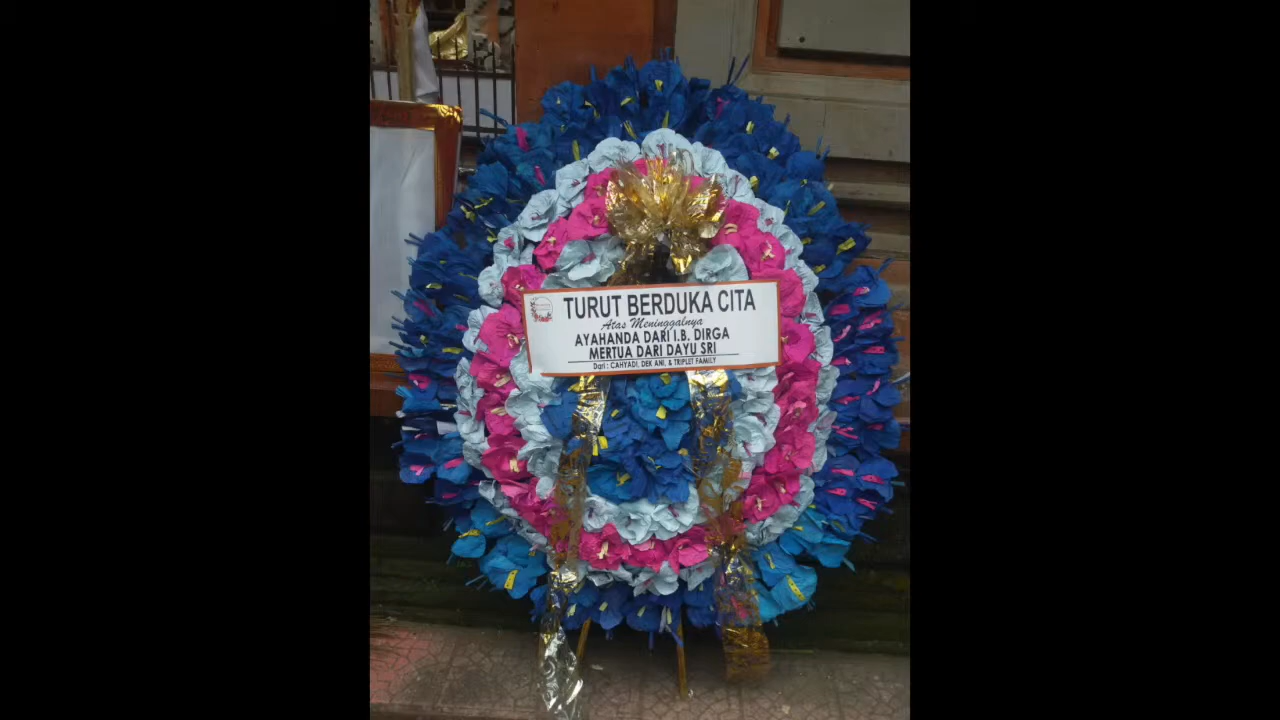 TURUT BERDUKA CITA
Atas Meninggalnya
AYAHANDA DARI I.B. DIRGA
MERTUA DARI DAYU SRI
Dari : CAHYADI, DEK ANI, & TRIPLET FAMILY